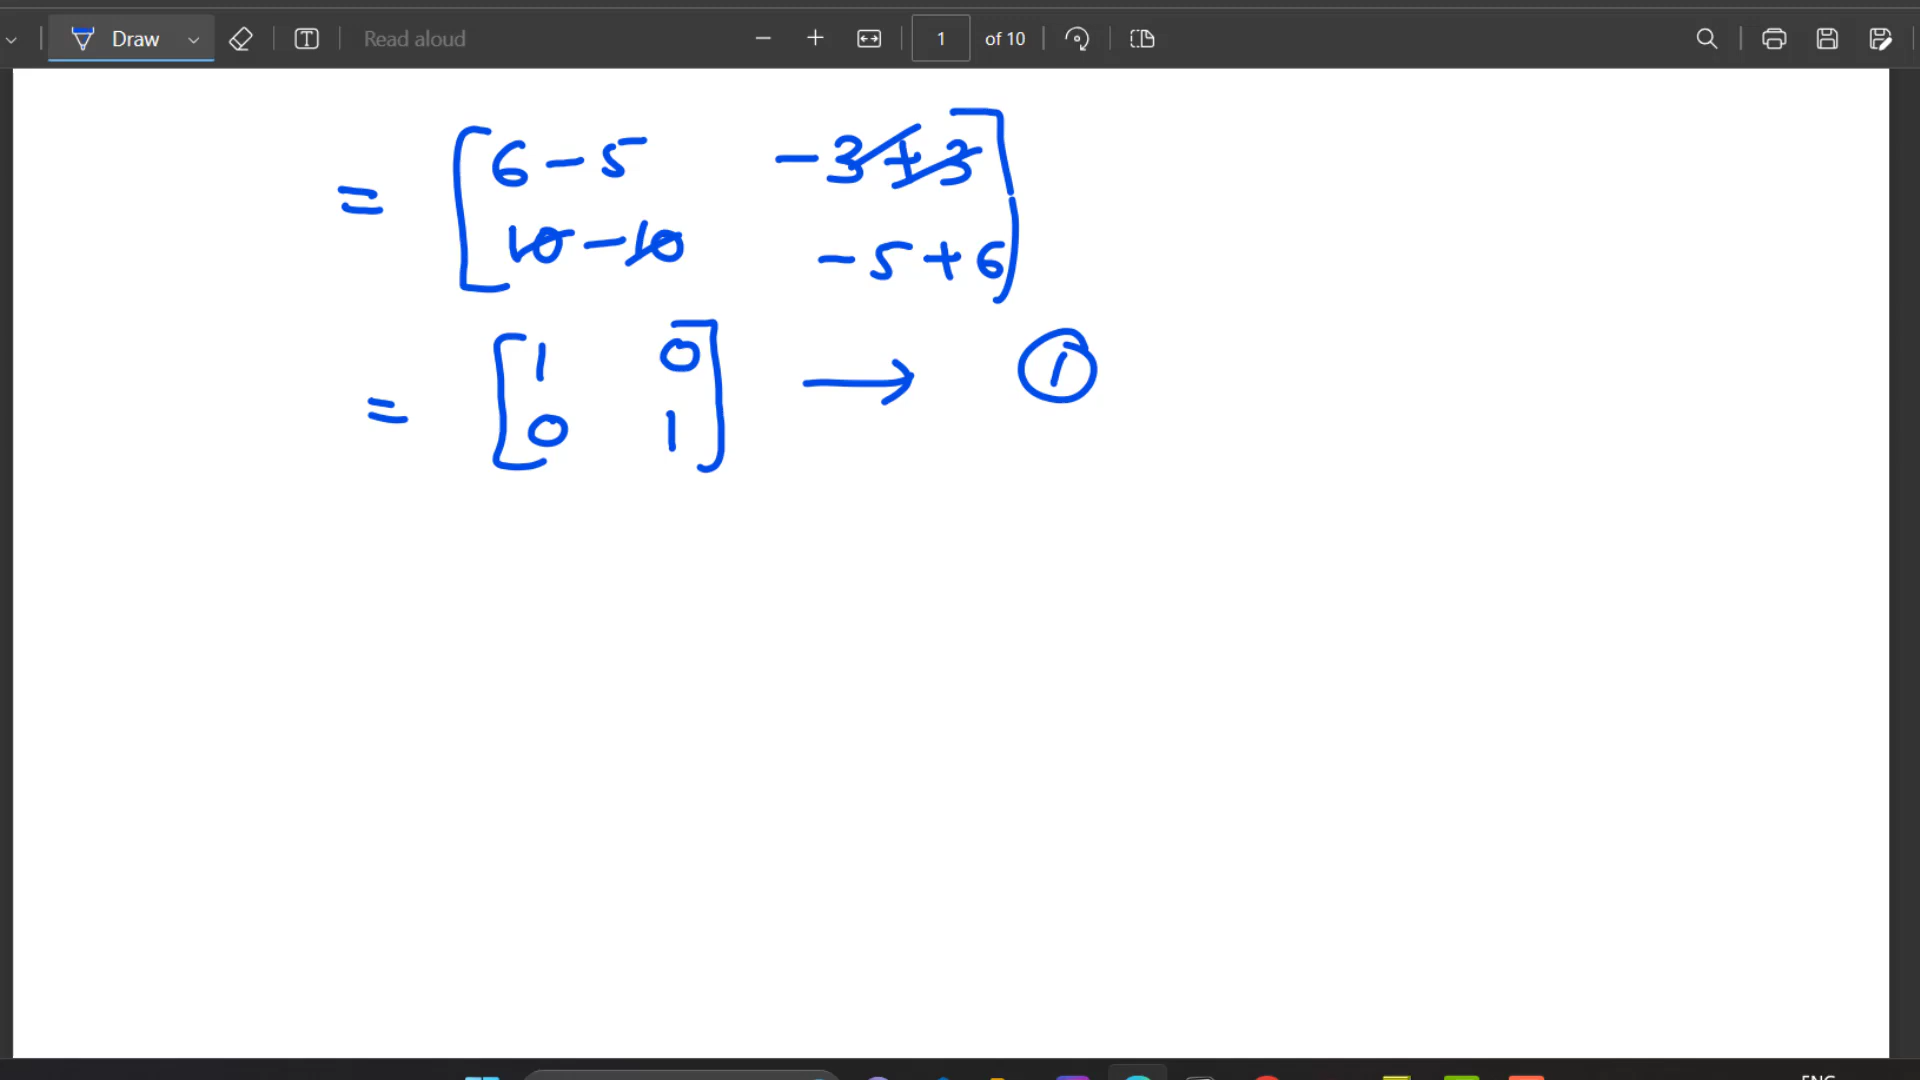 Draw Read aloud 1 of 10
= [ 6 - 5 - 3 + 3
10 - 10 - 5 + 6 ]
= [ 1 0
0 1 ] → ①